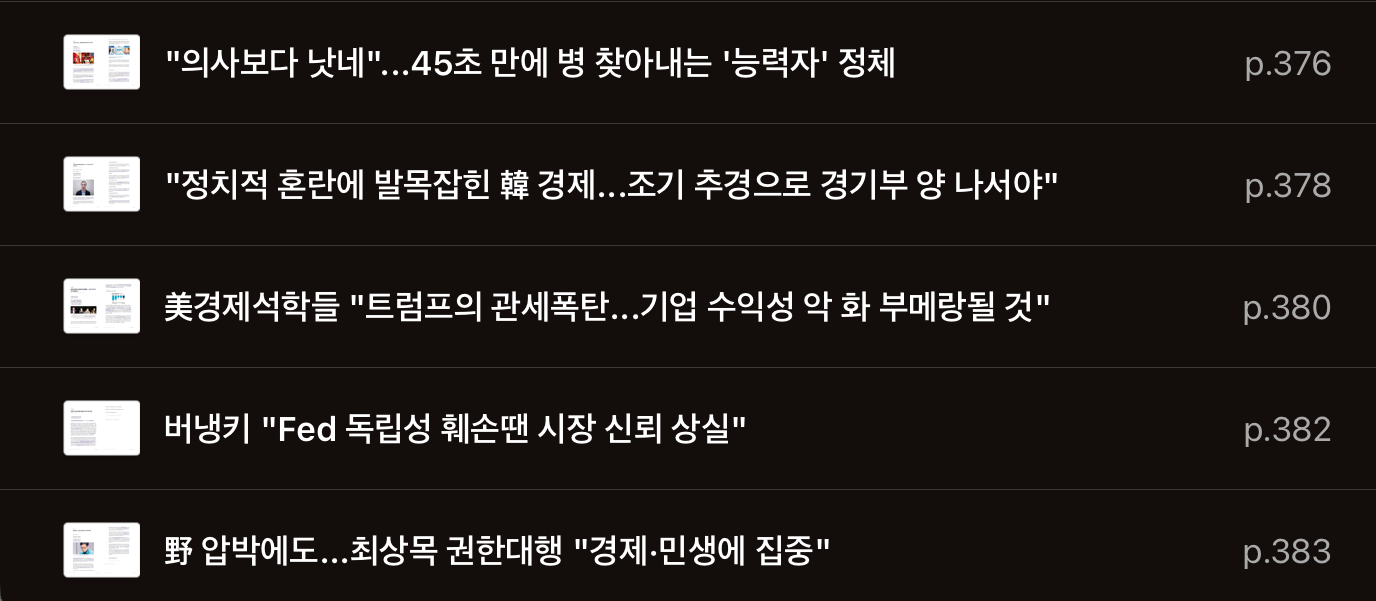 "의사보다 낫네"...45초 만에 병 찾아내는 '능력자' 정체 p.376
"정치적 혼란에 발목잡힌 韓 경제...조기 추경으로 경기부 양 나서야" p.378
美경제석학들 "트럼프의 관세폭탄...기업 수익성 악 화 부메랑될 것" p.380
버냉키 "Fed 독립성 훼손땐 시장 신뢰 상실" p.382
野 압박에도...최상목 권한대행 "경제·민생에 집중" p.383